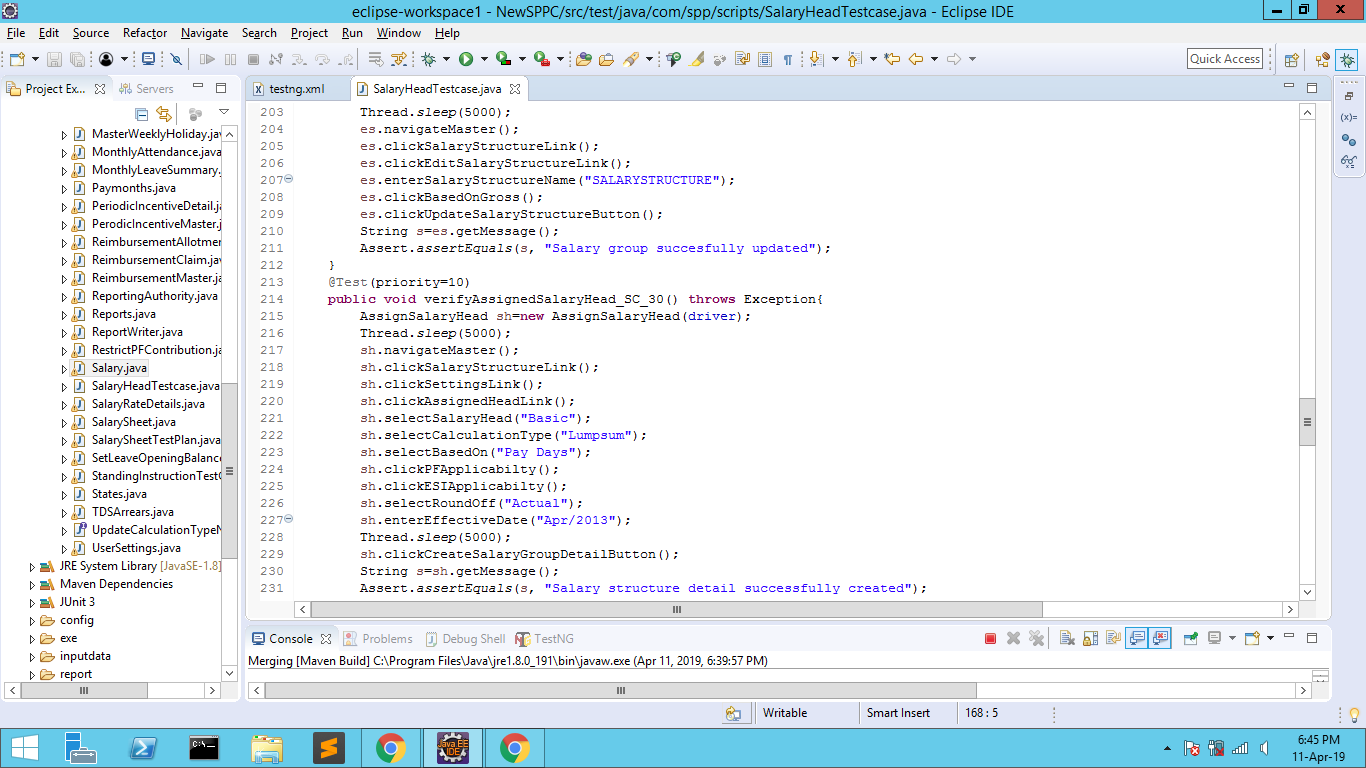 eclipse-workspace1 - NewSPPC/src/test/java/com/spp/scripts/SalaryHeadTestcase.java - Eclipse IDE
File Edit Source Refactor Navigate Search Project Run Window Help
Quick Access
Project Ex... Servers
testng.xml SalaryHeadTestcase.java
MasterWeeklyHoliday.jav
MonthlyAttendance.java
MonthlyLeaveSummary.
Paymonths.java
PeriodicIncentiveDetail.j
PerodicIncentiveMaster.j
ReimbursementAllotmer
ReimbursementClaim.jav
ReimbursementMaster.ja
ReportingAuthority.java
Reports.java
ReportWriter.java
RestrictPFContribution.ja
Salary.java
SalaryHeadTestcase.java
SalaryRateDetails.java
SalarySheet.java
SalarySheetTestPlan.java
SetLeaveOpeningBalanc
StandingInstructionTestC
States.java
TDSArrears.java
UpdateCalculationTypeN
UserSettings.java
JRE System Library [JavaSE-1.8]
Maven Dependencies
JUnit 3
config
exe
inputdata
report
203 Thread.sleep(5000);
204 es.navigateMaster();
205 es.clickSalaryStructureLink();
206 es.clickEditSalaryStructureLink();
207 es.enterSalaryStructureName("SALARYSTRUCTURE");
208 es.clickBasedOnGross();
209 es.clickUpdateSalaryStructureButton();
210 String s=es.getMessage();
211 Assert.assertEquals(s, "Salary group succesfully updated");
212 }
213 @Test(priority=10)
214 public void verifyAssignedSalaryHead_SC_30() throws Exception{
215 AssignSalaryHead sh=new AssignSalaryHead(driver);
216 Thread.sleep(5000);
217 sh.navigateMaster();
218 sh.clickSalaryStructureLink();
219 sh.clickSettingsLink();
220 sh.clickAssignedHeadLink();
221 sh.selectSalaryHead("Basic");
222 sh.selectCalculationType("Lumpsum");
223 sh.selectBasedOn("Pay Days");
224 sh.clickPFApplicabilty();
225 sh.clickESIApplicabilty();
226 sh.selectRoundOff("Actual");
227 sh.enterEffectiveDate("Apr/2013");
228 Thread.sleep(5000);
229 sh.clickCreateSalaryGroupDetailButton();
230 String s=sh.getMessage();
231 Assert.assertEquals(s, "Salary structure detail successfully created");
Console Problems Debug Shell TestNG
Merging [Maven Build] C:\Program Files\Java\jre1.8.0_191\bin\javaw.exe (Apr 11, 2019, 6:39:57 PM)
Writable Smart Insert 168 : 5
Java EE
IDE
6:45 PM
11-Apr-19